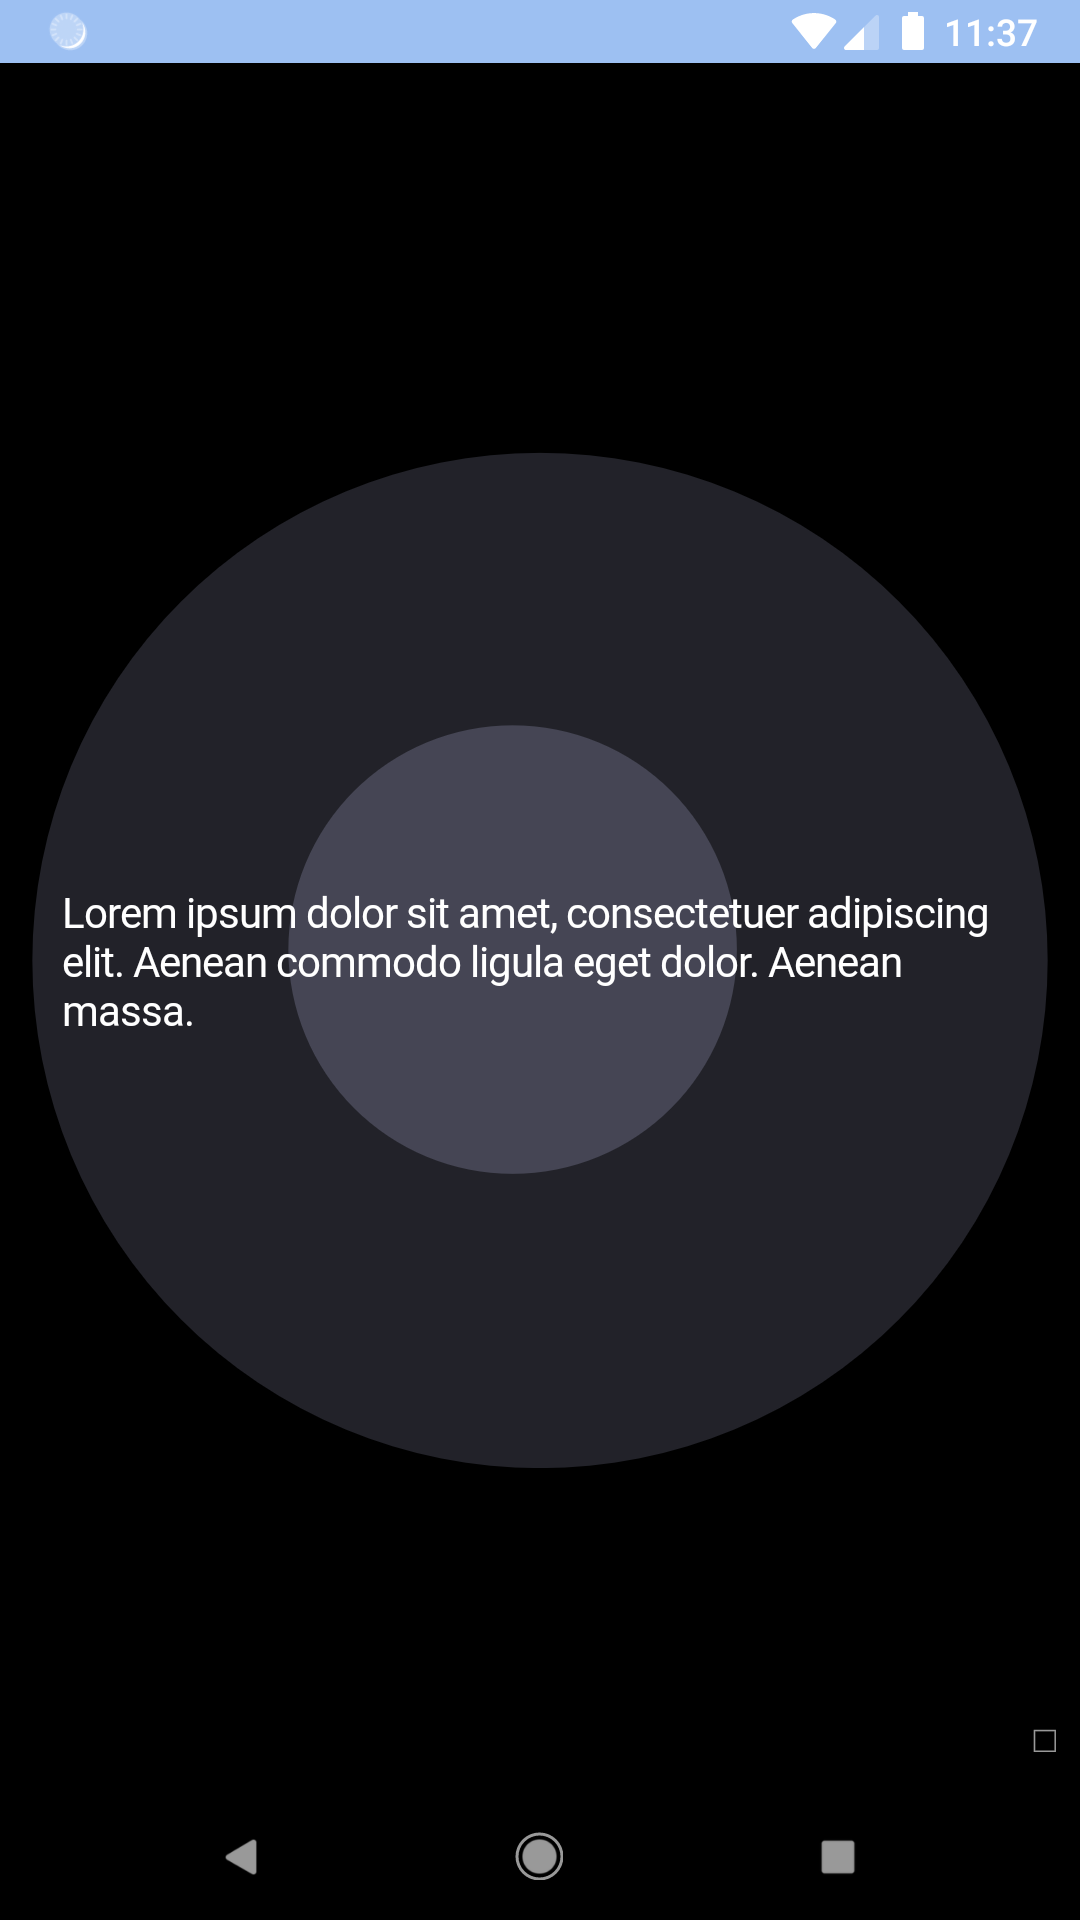 11:37
Lorem ipsum dolor sit amet, consectetuer adipiscing
elit. Aenean commodo ligula eget dolor. Aenean
massa.